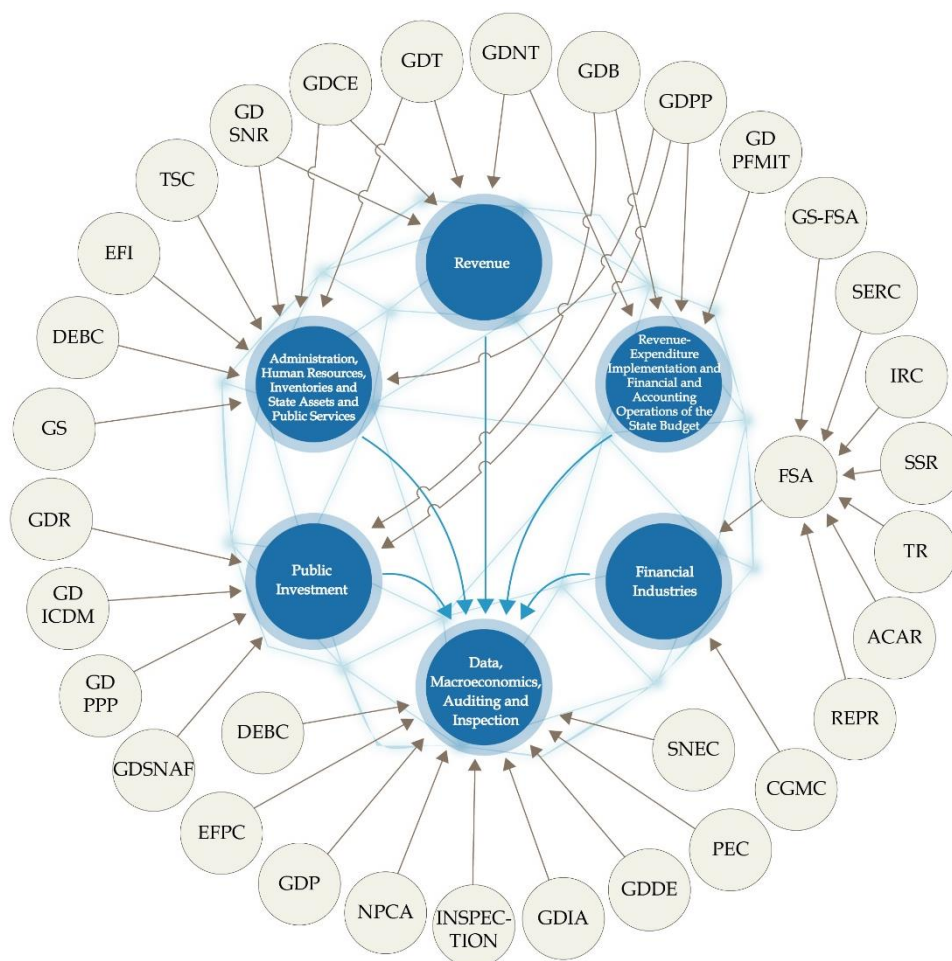 GDT
GDNT
GDB
GDCE
GDPP
GD
SNR
GD
PFMIT
TSC
GS-FSA
EFI
SERC
DEBC
IRC
GS
SSR
FSA
GDR
TR
GD
ICDM
ACAR
GD
PPP
REPR
GDSNAF
CGMC
DEBC
SNEC
EFPC
PEC
GDP
GDDE
NPCA
INSPEC-
TION
GDIA
Revenue
Administration,
Human Resources,
Inventories and
State Assets and
Public Services
Revenue-
Expenditure
Implementation and
Financial and
Accounting
Operations of the
State Budget
Public
Investment
Financial
Industries
Data,
Macroeconomics,
Auditing and
Inspection